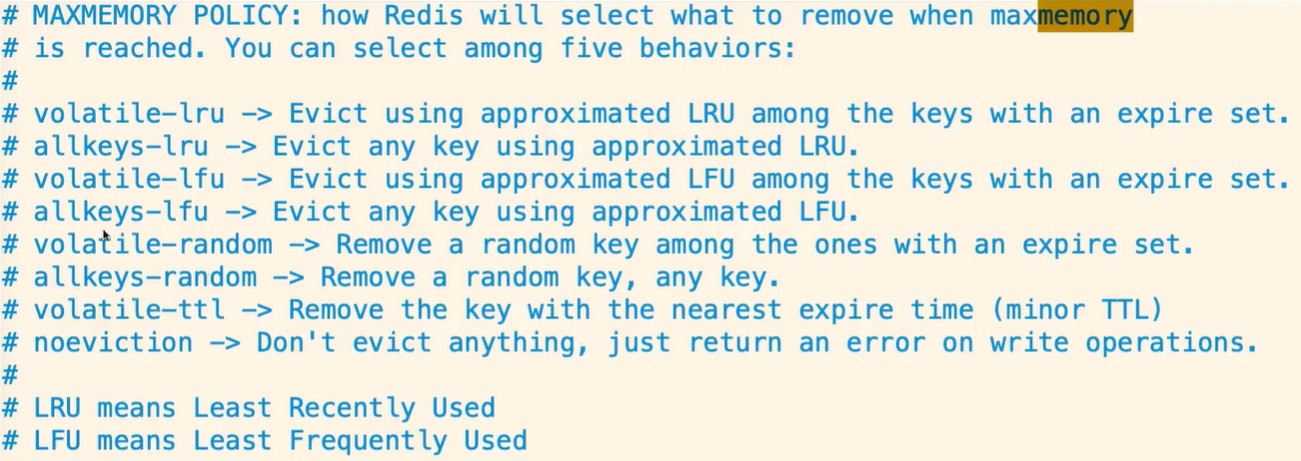 # MAXMEMORY POLICY: how Redis will select what to remove when maxmemory
# is reached. You can select among five behaviors:
#
# volatile-lru -> Evict using approximated LRU among the keys with an expire set.
# allkeys-lru -> Evict any key using approximated LRU.
# volatile-lfu -> Evict using approximated LFU among the keys with an expire set.
# allkeys-lfu -> Evict any key using approximated LFU.
# volatile-random -> Remove a random key among the ones with an expire set.
# allkeys-random -> Remove a random key, any key.
# volatile-ttl -> Remove the key with the nearest expire time (minor TTL)
# noeviction -> Don't evict anything, just return an error on write operations.
#
# LRU means Least Recently Used
# LFU means Least Frequently Used